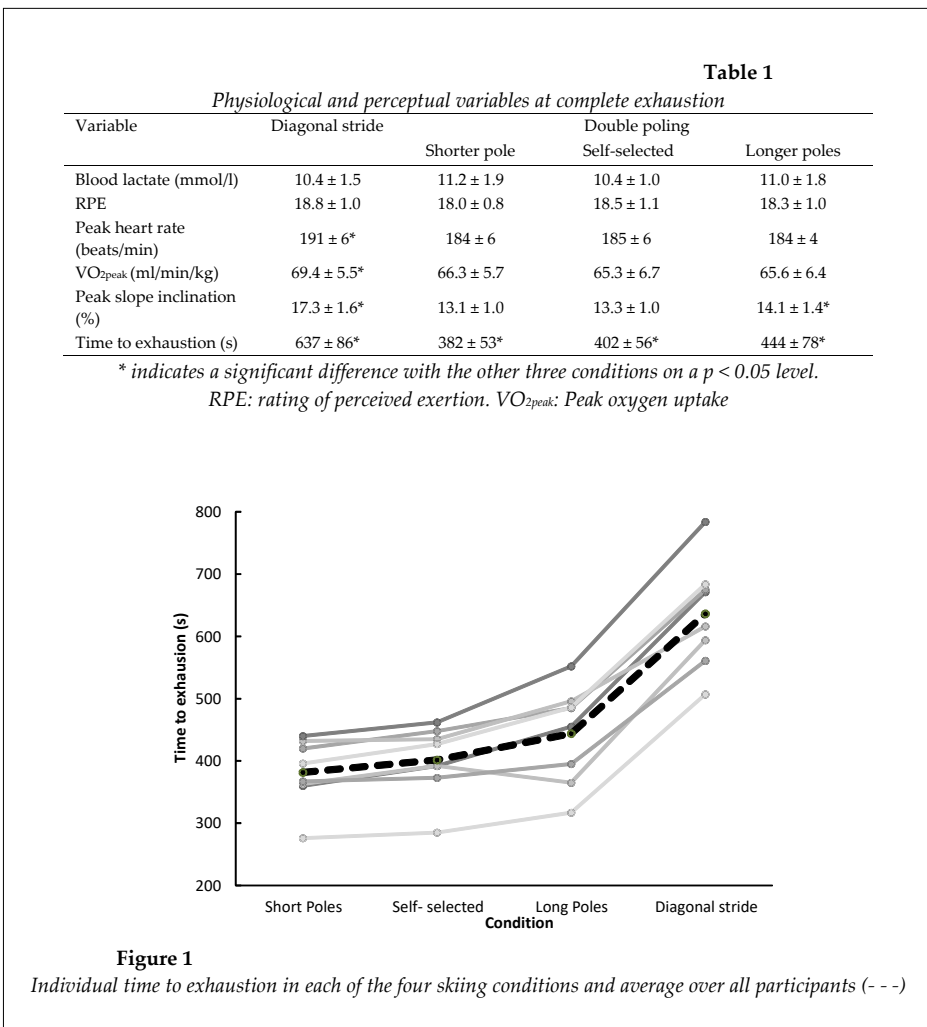 Table 1
Physiological and perceptual variables at complete exhaustion
Variable Diagonal stride Double poling
Shorter pole Self-selected Longer poles
Blood lactate (mmol/l) 10.4 ± 1.5 11.2 ± 1.9 10.4 ± 1.0 11.0 ± 1.8
RPE 18.8 ± 1.0 18.0 ± 0.8 18.5 ± 1.1 18.3 ± 1.0
Peak heart rate
(beats/min) 191 ± 6* 184 ± 6 185 ± 6 184 ± 4
VO2peak (ml/min/kg) 69.4 ± 5.5* 66.3 ± 5.7 65.3 ± 6.7 65.6 ± 6.4
Peak slope inclination
(%) 17.3 ± 1.6* 13.1 ± 1.0 13.3 ± 1.0 14.1 ± 1.4*
Time to exhaustion (s) 637 ± 86* 382 ± 53* 402 ± 56* 444 ± 78*
* indicates a significant difference with the other three conditions on a p < 0.05 level.
RPE: rating of perceived exertion. VO2peak: Peak oxygen uptake
800
700
600
500
400
300
200
Time to exhausion (s)
Short Poles Self- selected Long Poles Diagonal stride
Condition
Figure 1
Individual time to exhaustion in each of the four skiing conditions and average over all participants (- - -)